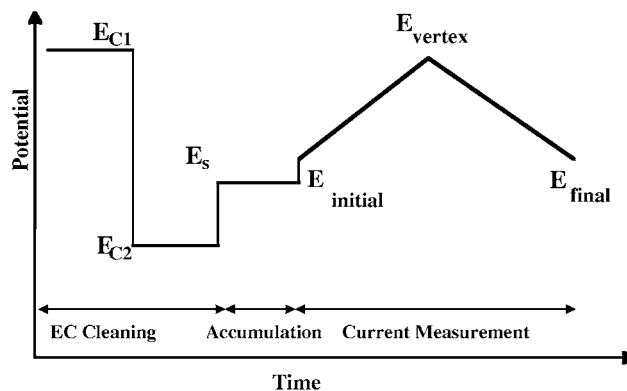 E_C1
E_vertex
Potential
E_s
E_initial
E_final
E_C2
EC Cleaning
Accumulation
Current Measurement
Time